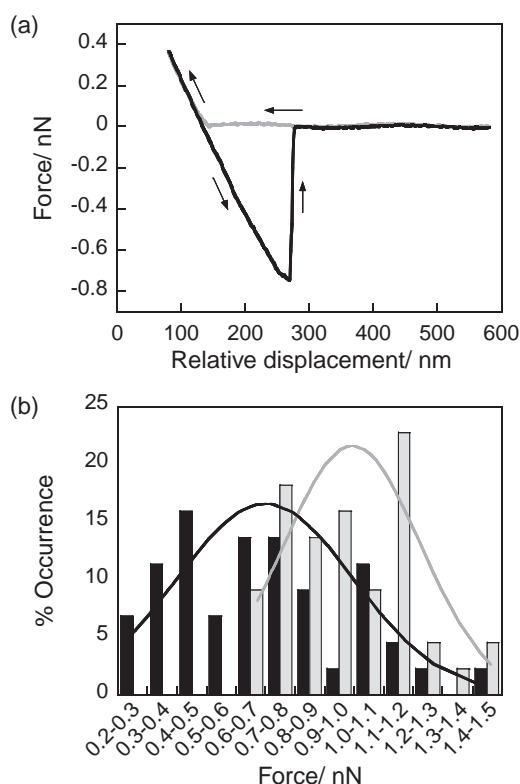 (a)
0.4
0.2
0
-0.2
-0.4
-0.6
-0.8
Force/ nN
0 100 200 300 400 500 600
Relative displacement/ nm
(b)
25
20
15
10
5
0
% Occurrence
0.2-0.3 0.3-0.4 0.4-0.5 0.5-0.6 0.6-0.7 0.7-0.8 0.8-0.9 0.9-1.0 1.0-1.1 1.1-1.2 1.2-1.3 1.3-1.4 1.4-1.5
Force/ nN